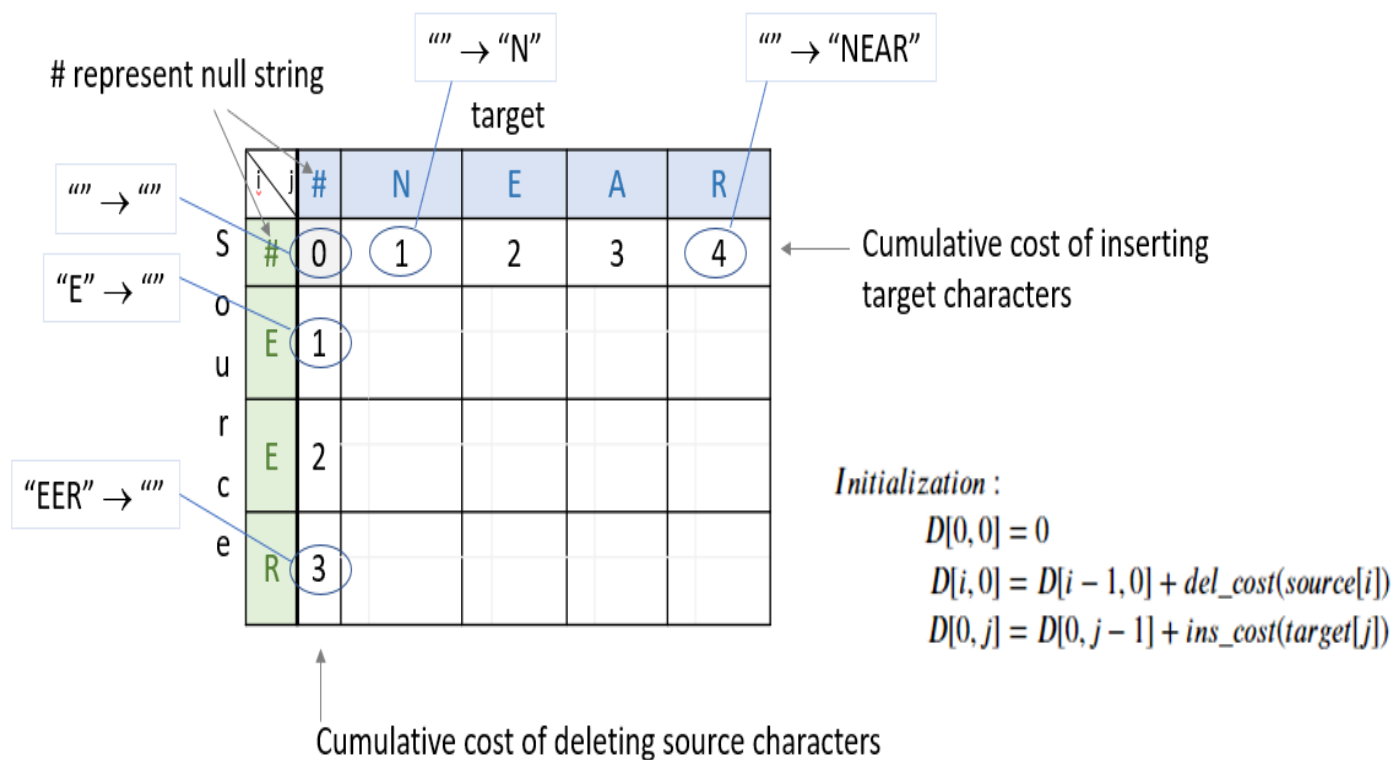 “” → “N”
“” → “NEAR”
# represent null string
target
i j # N E A R
“” → “”
# 0 1 2 3 4
Cumulative cost of inserting
target characters
“E” → “”
E 1
E 2
“EER” → “”
R 3
Source
Initialization :
D[0, 0] = 0
D[i, 0] = D[i − 1, 0] + del_cost(source[i])
D[0, j] = D[0, j − 1] + ins_cost(target[j])
Cumulative cost of deleting source characters